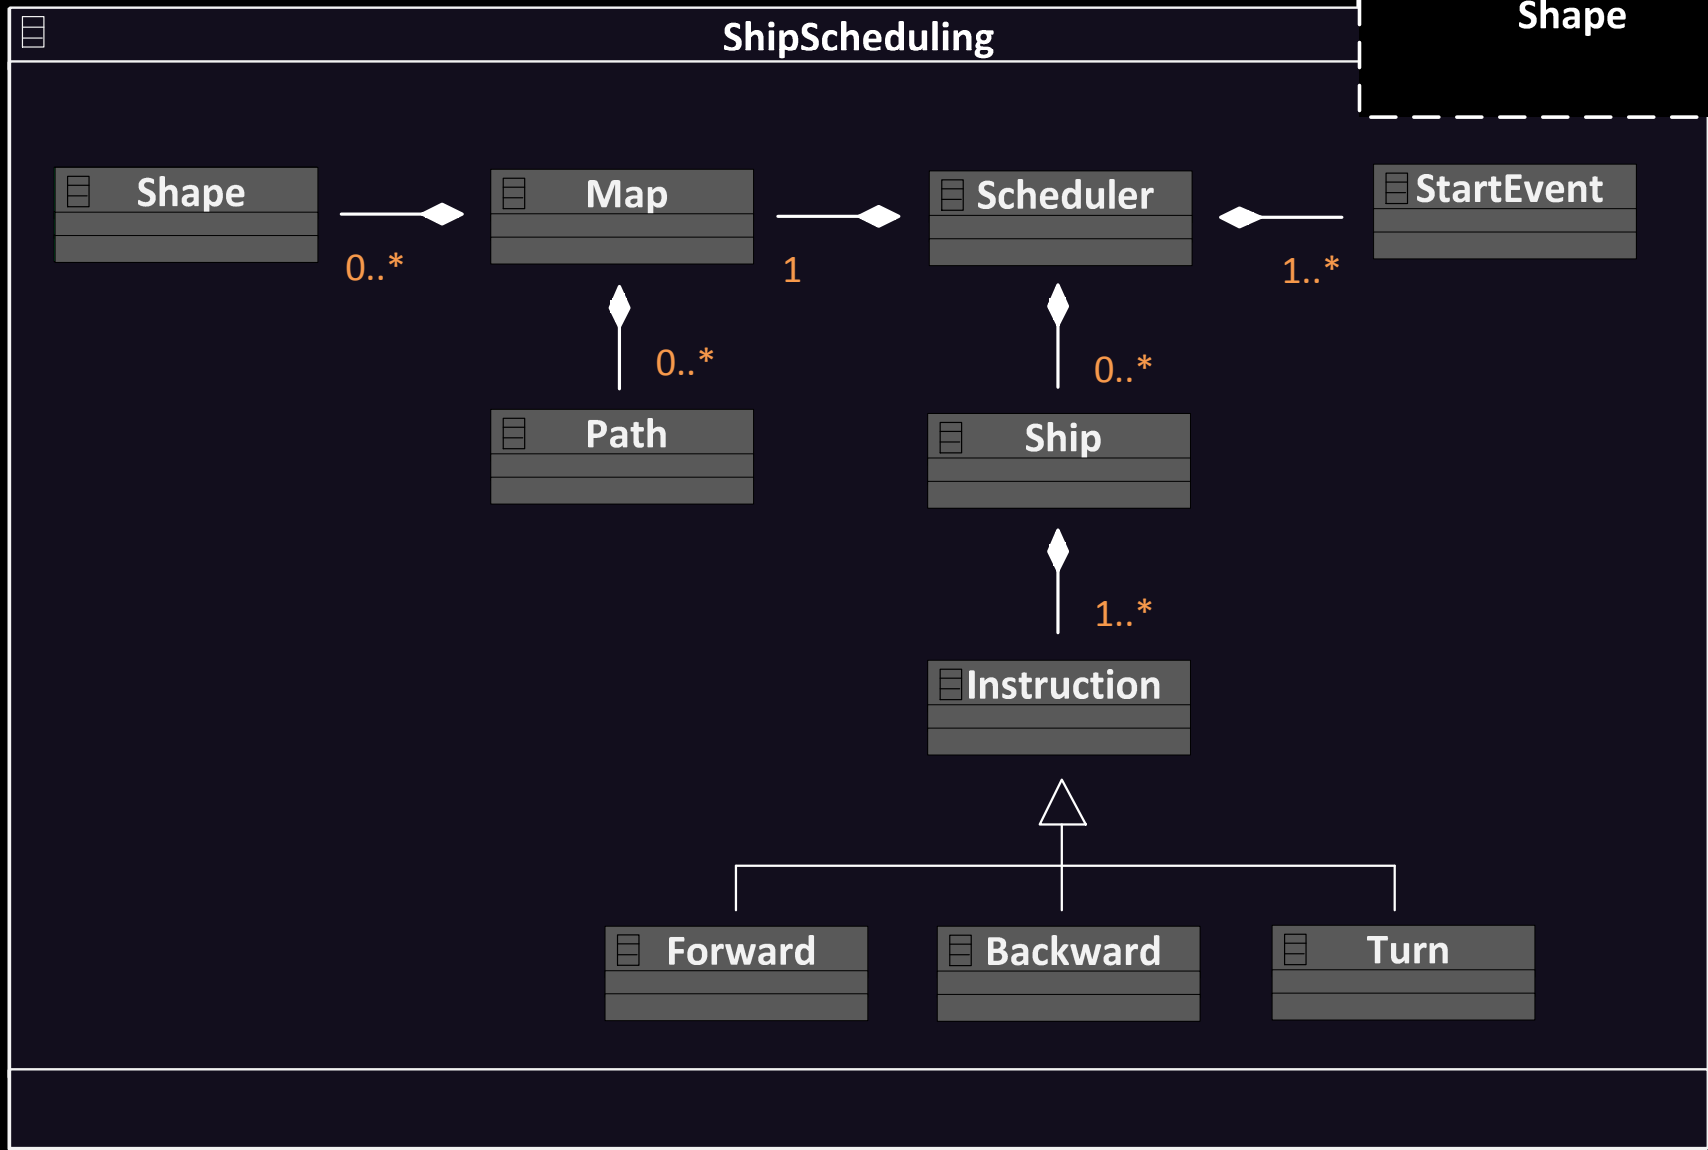 Shape
ShipScheduling
Shape
Map
Scheduler
StartEvent
0..*
1
1..*
0..*
0..*
Path
Ship
1..*
Instruction
Forward
Backward
Turn